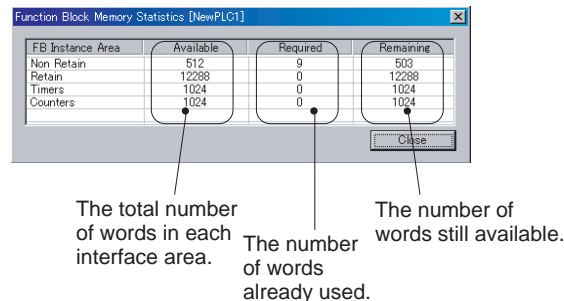 Function Block Memory Statistics [NewPLC1]
FB Instance Area Available Required Remaining
Non Retain 512 9 503
Retain 12288 0 12288
Timers 1024 0 1024
Counters 1024 0 1024
Close
The total number
of words in each
interface area.
The number
of words
already used.
The number of
words still available.